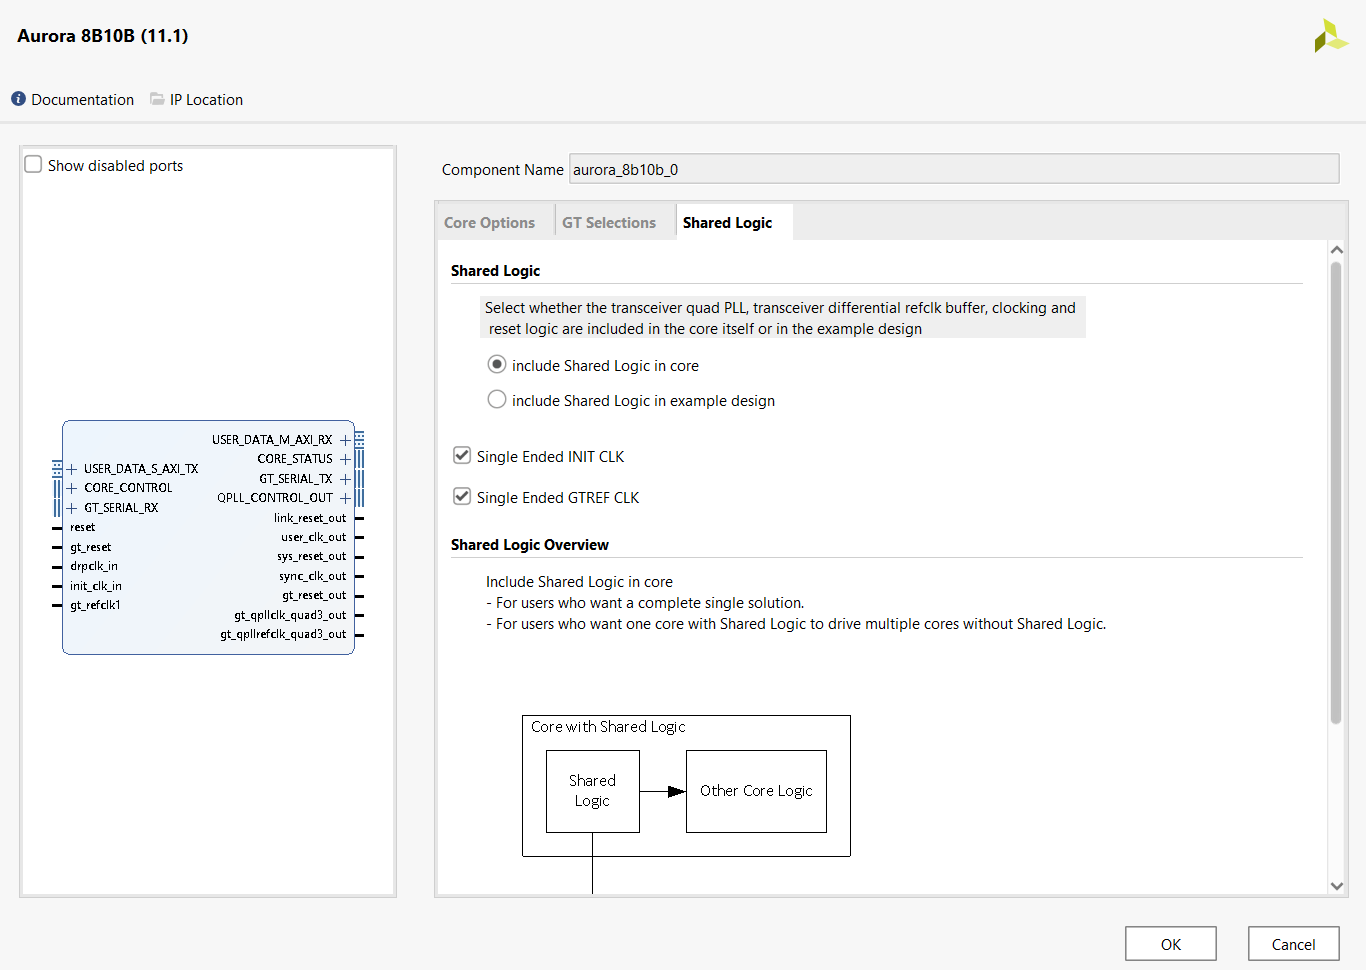 Aurora 8B10B (11.1)
Documentation
IP Location
Show disabled ports
USER_DATA_S_AXI_TX
CORE_CONTROL
GT_SERIAL_RX
reset
gt_reset
drpclk_in
init_clk_in
gt_refclk1
USER_DATA_M_AXI_RX
CORE_STATUS
GT_SERIAL_TX
QPLL_CONTROL_OUT
link_reset_out
user_clk_out
sys_reset_out
sync_clk_out
gt_reset_out
gt_qpllclk_quad3_out
gt_qpllrefclk_quad3_out
Component Name aurora_8b10b_0
Core Options
GT Selections
Shared Logic
Shared Logic
Select whether the transceiver quad PLL, transceiver differential refclk buffer, clocking and
reset logic are included in the core itself or in the example design
include Shared Logic in core
include Shared Logic in example design
Single Ended INIT CLK
Single Ended GTREF CLK
Shared Logic Overview
Include Shared Logic in core
- For users who want a complete single solution.
- For users who want one core with Shared Logic to drive multiple cores without Shared Logic.
Core with Shared Logic
Shared
Logic
Other Core Logic
OK
Cancel